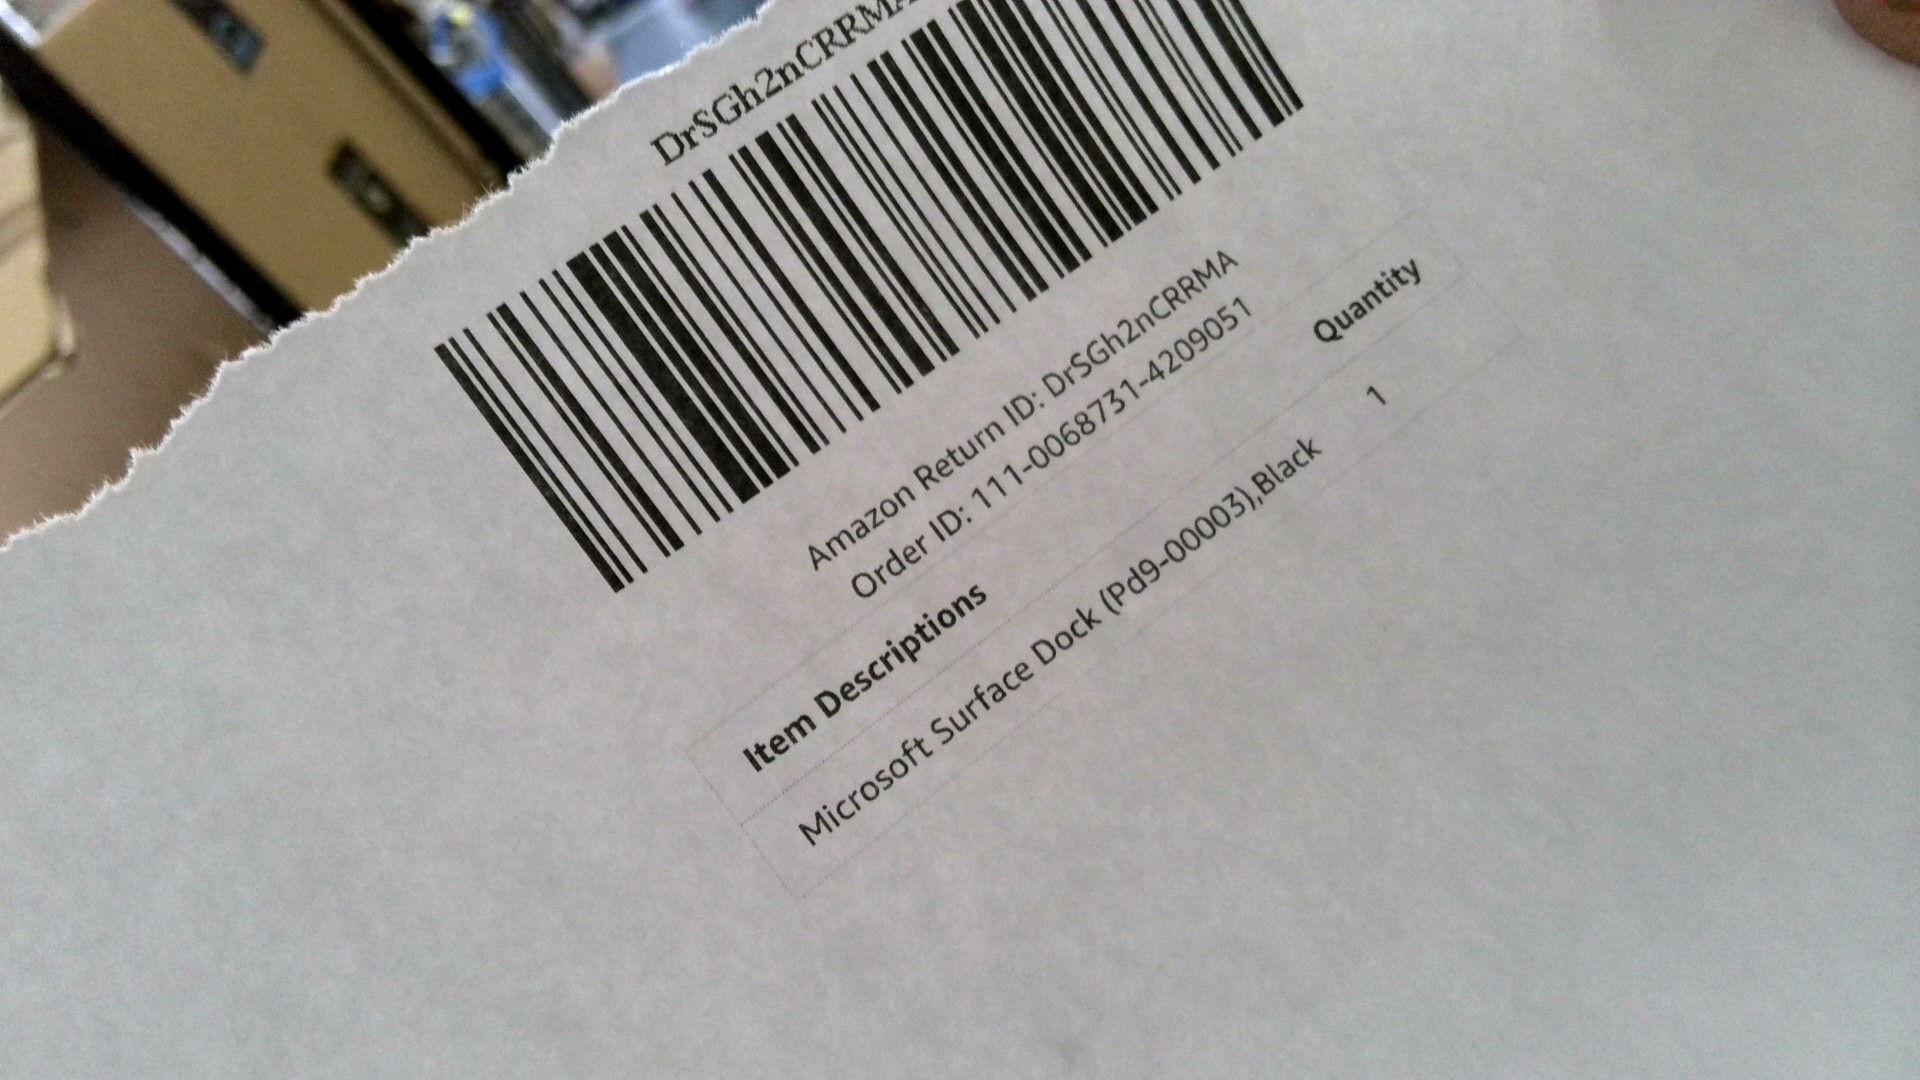 DrSGh2nCRRMA
Amazon Return ID: DrSGh2nCRRMA
Order ID: 111-0068731-4209051
Item Descriptions Quantity
Microsoft Surface Dock (Pd9-00003),Black 1